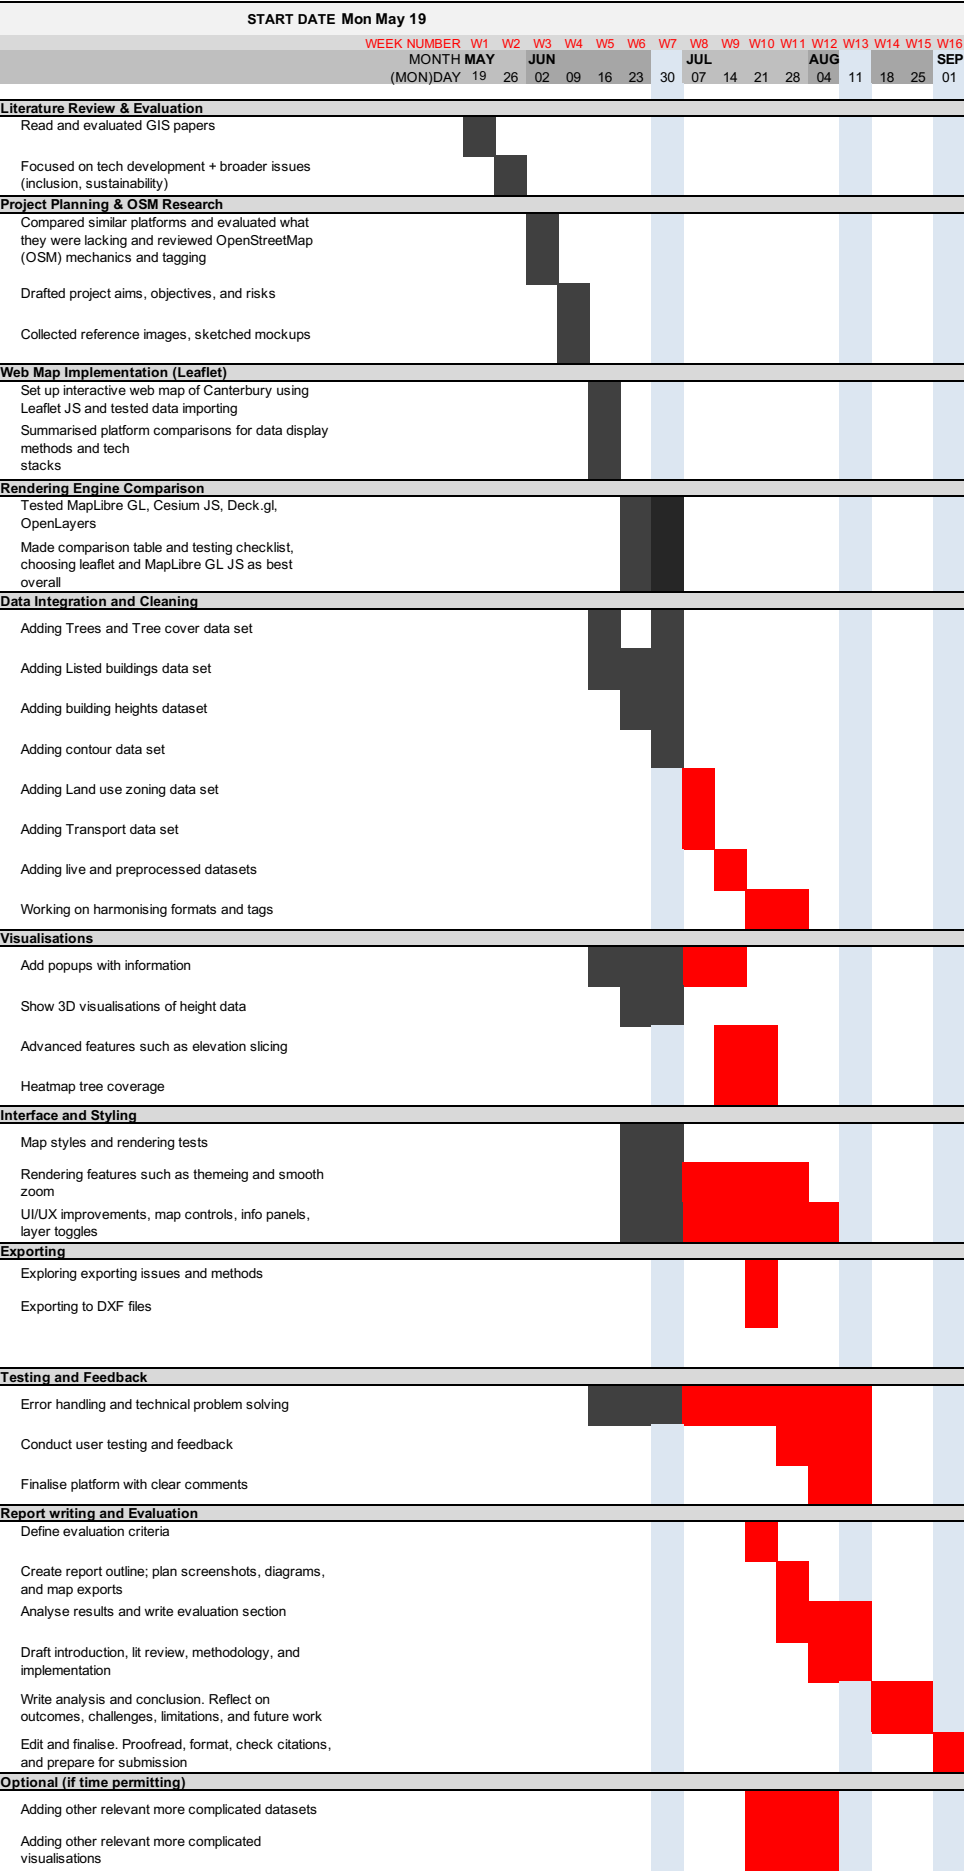 START DATE Mon May 19
WEEK NUMBER W1 W2 W3 W4 W5 W6 W7 W8 W9 W10 W11 W12 W13 W14 W15 W16
MONTH MAY JUN JUL AUG SEP
(MON)DAY 19 26 02 09 16 23 30 07 14 21 28 04 11 18 25 01
Literature Review & Evaluation
Read and evaluated GIS papers
Focused on tech development + broader issues
(inclusion, sustainability)
Project Planning & OSM Research
Compared similar platforms and evaluated what
they were lacking and reviewed OpenStreetMap
(OSM) mechanics and tagging
Drafted project aims, objectives, and risks
Collected reference images, sketched mockups
Web Map Implementation (Leaflet)
Set up interactive web map of Canterbury using
Leaflet JS and tested data importing
Summarised platform comparisons for data display
methods and tech
stacks
Rendering Engine Comparison
Tested MapLibre GL, Cesium JS, Deck.gl,
OpenLayers
Made comparison table and testing checklist,
choosing leaflet and MapLibre GL JS as best
overall
Data Integration and Cleaning
Adding Trees and Tree cover data set
Adding Listed buildings data set
Adding building heights dataset
Adding contour data set
Adding Land use zoning data set
Adding Transport data set
Adding live and preprocessed datasets
Working on harmonising formats and tags
Visualisations
Add popups with information
Show 3D visualisations of height data
Advanced features such as elevation slicing
Heatmap tree coverage
Interface and Styling
Map styles and rendering tests
Rendering features such as themeing and smooth
zoom
UI/UX improvements, map controls, info panels,
layer toggles
Exporting
Exploring exporting issues and methods
Exporting to DXF files
Testing and Feedback
Error handling and technical problem solving
Conduct user testing and feedback
Finalise platform with clear comments
Report writing and Evaluation
Define evaluation criteria
Create report outline; plan screenshots, diagrams,
and map exports
Analyse results and write evaluation section
Draft introduction, lit review, methodology, and
implementation
Write analysis and conclusion. Reflect on
outcomes, challenges, limitations, and future work
Edit and finalise. Proofread, format, check citations,
and prepare for submission
Optional (if time permitting)
Adding other relevant more complicated datasets
Adding other relevant more complicated
visualisations